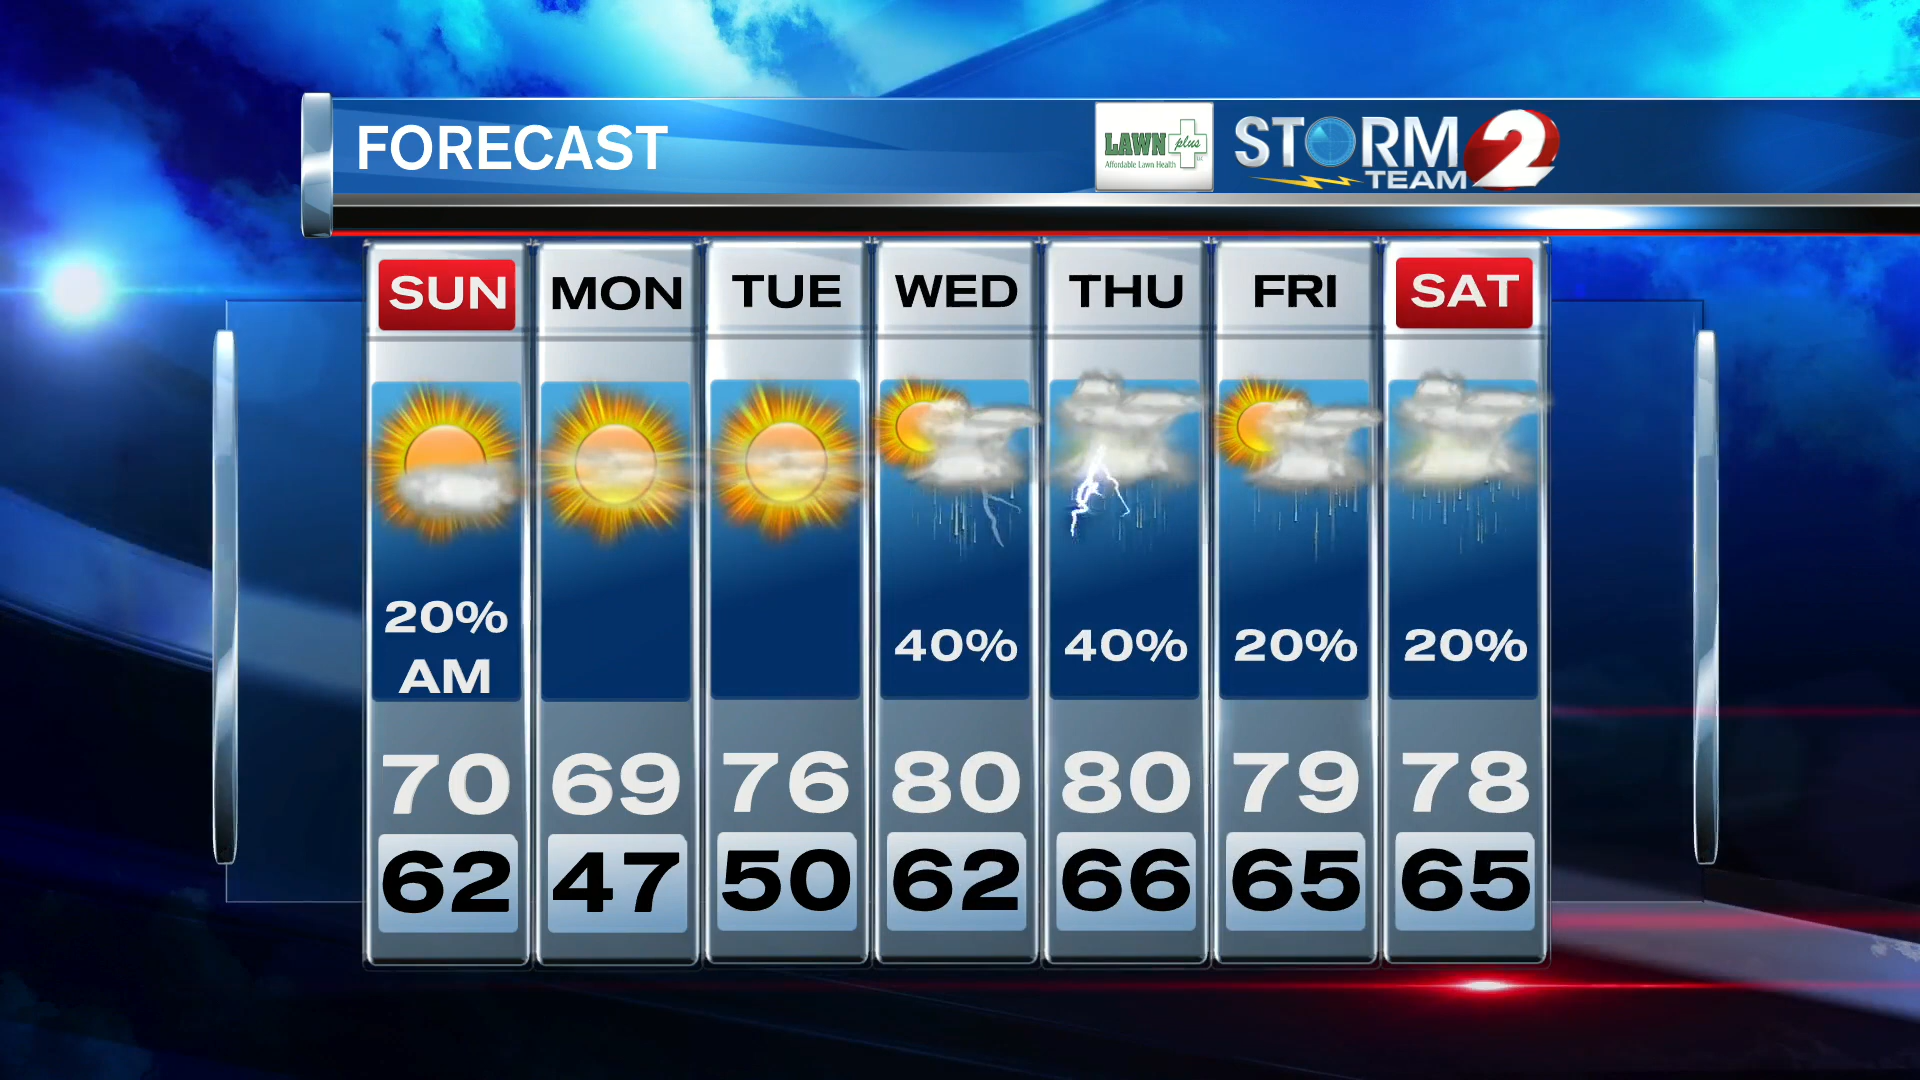 FORECAST
LAWN plus
Affordable Lawn Health
STORM
TEAM
2
SUN MON TUE WED THU FRI SAT
20% AM 40% 40% 20% 20%
70 69 76 80 80 79 78
62 47 50 62 66 65 65